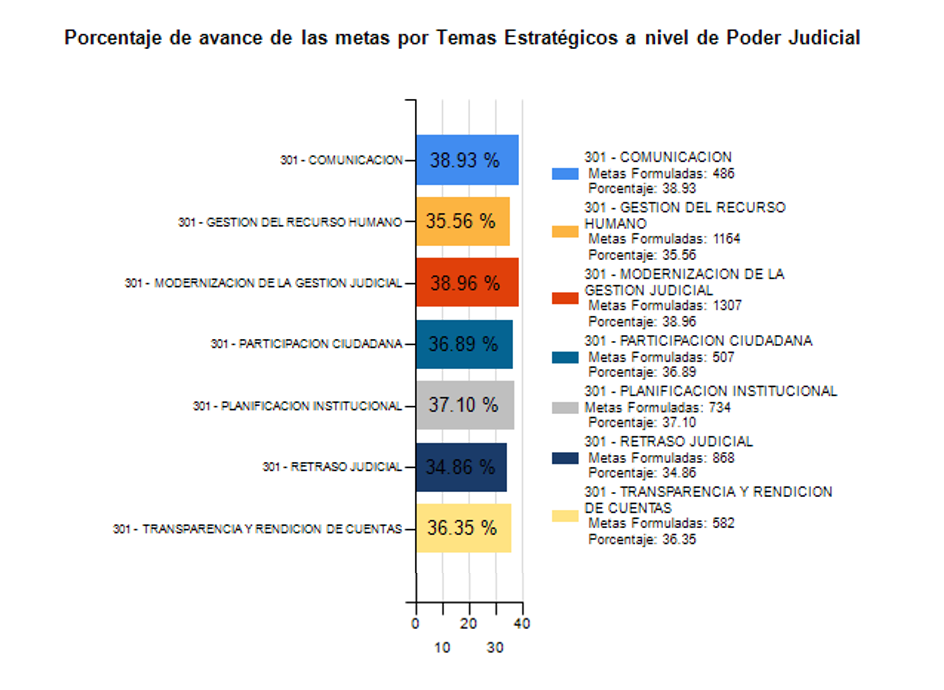 Porcentaje de avance de las metas por Temas Estratégicos a nivel de Poder Judicial
301 - COMUNICACION
38.93 %
301 - GESTION DEL RECURSO HUMANO
35.56 %
301 - MODERNIZACION DE LA GESTION JUDICIAL
38.96 %
301 - PARTICIPACION CIUDADANA
36.89 %
301 - PLANIFICACION INSTITUCIONAL
37.10 %
301 - RETRASO JUDICIAL
34.86 %
301 - TRANSPARENCIA Y RENDICION DE CUENTAS
36.35 %
0 20 40
10 30
301 - COMUNICACION
Metas Formuladas: 486
Porcentaje: 38.93
301 - GESTION DEL RECURSO
HUMANO
Metas Formuladas: 1164
Porcentaje: 35.56
301 - MODERNIZACION DE LA
GESTION JUDICIAL
Metas Formuladas: 1307
Porcentaje: 38.96
301 - PARTICIPACION CIUDADANA
Metas Formuladas: 507
Porcentaje: 36.89
301 - PLANIFICACION INSTITUCIONAL
Metas Formuladas: 734
Porcentaje: 37.10
301 - RETRASO JUDICIAL
Metas Formuladas: 868
Porcentaje: 34.86
301 - TRANSPARENCIA Y RENDICION
DE CUENTAS
Metas Formuladas: 582
Porcentaje: 36.35